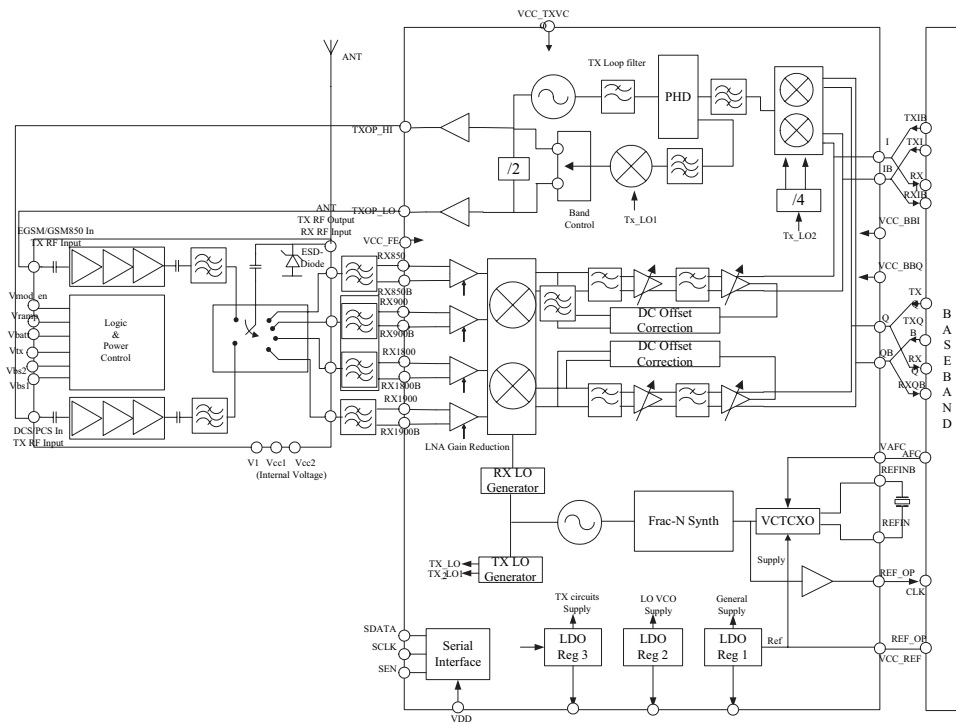 VCC_TXVC
O
ANT
TX Loop filter
PHD
TXOP_HI
/2
Band
Control
Tx_LO1
/4
Tx_LO2
I
IB
TXIB
TXI
RX
I
RXIB
VCC_BBI
VCC_BBQ
ANT
TX RF Output
RX RF Input
TXOP_LO
VCC_FE
EGSM/GSM850 In
TX RF Input
ESD-
Diode
RX850
RX850B
RX900
RX900B
RX1800
RX1800B
RX1900
RX1900B
LNA Gain Reduction
DC Offset
Correction
DC Offset
Correction
Vmod_en
Vramp
Vbatt
Vtx
Vbs2
Vbs1
Logic
&
Power
Control
DCS/PCS In
TX RF Input
V1
Vcc1
Vcc2
(Internal Voltage)
Q
QB
TX
Q
TXQ
B
RX
Q
RXQB
B
A
S
E
B
A
N
D
VAFC
AFC
REFINB
REFIN
RX LO
Generator
Frac-N Synth
VCTCXO
Supply
TX LO
Generator
TX_LO
2
TX_LO1
REF_OP
CLK
TX circuits
Supply
LO VCO
Supply
General
Supply
LDO
Reg 3
LDO
Reg 2
LDO
Reg 1
Ref
REF_OP
VCC_REF
SDATA
SCLK
SEN
Serial
Interface
VDD